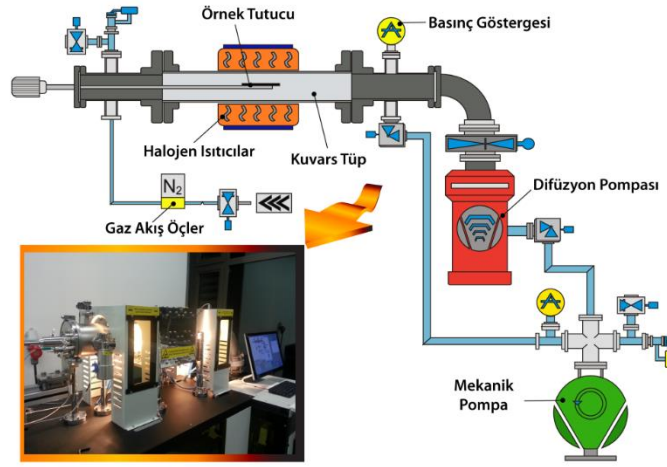 Örnek Tutucu
Basınç Göstergesi
Halojen Isıtıcılar
Kuvars Tüp
N₂
Gaz Akış Öçler
Difüzyon Pompası
Mekanik
Pompa